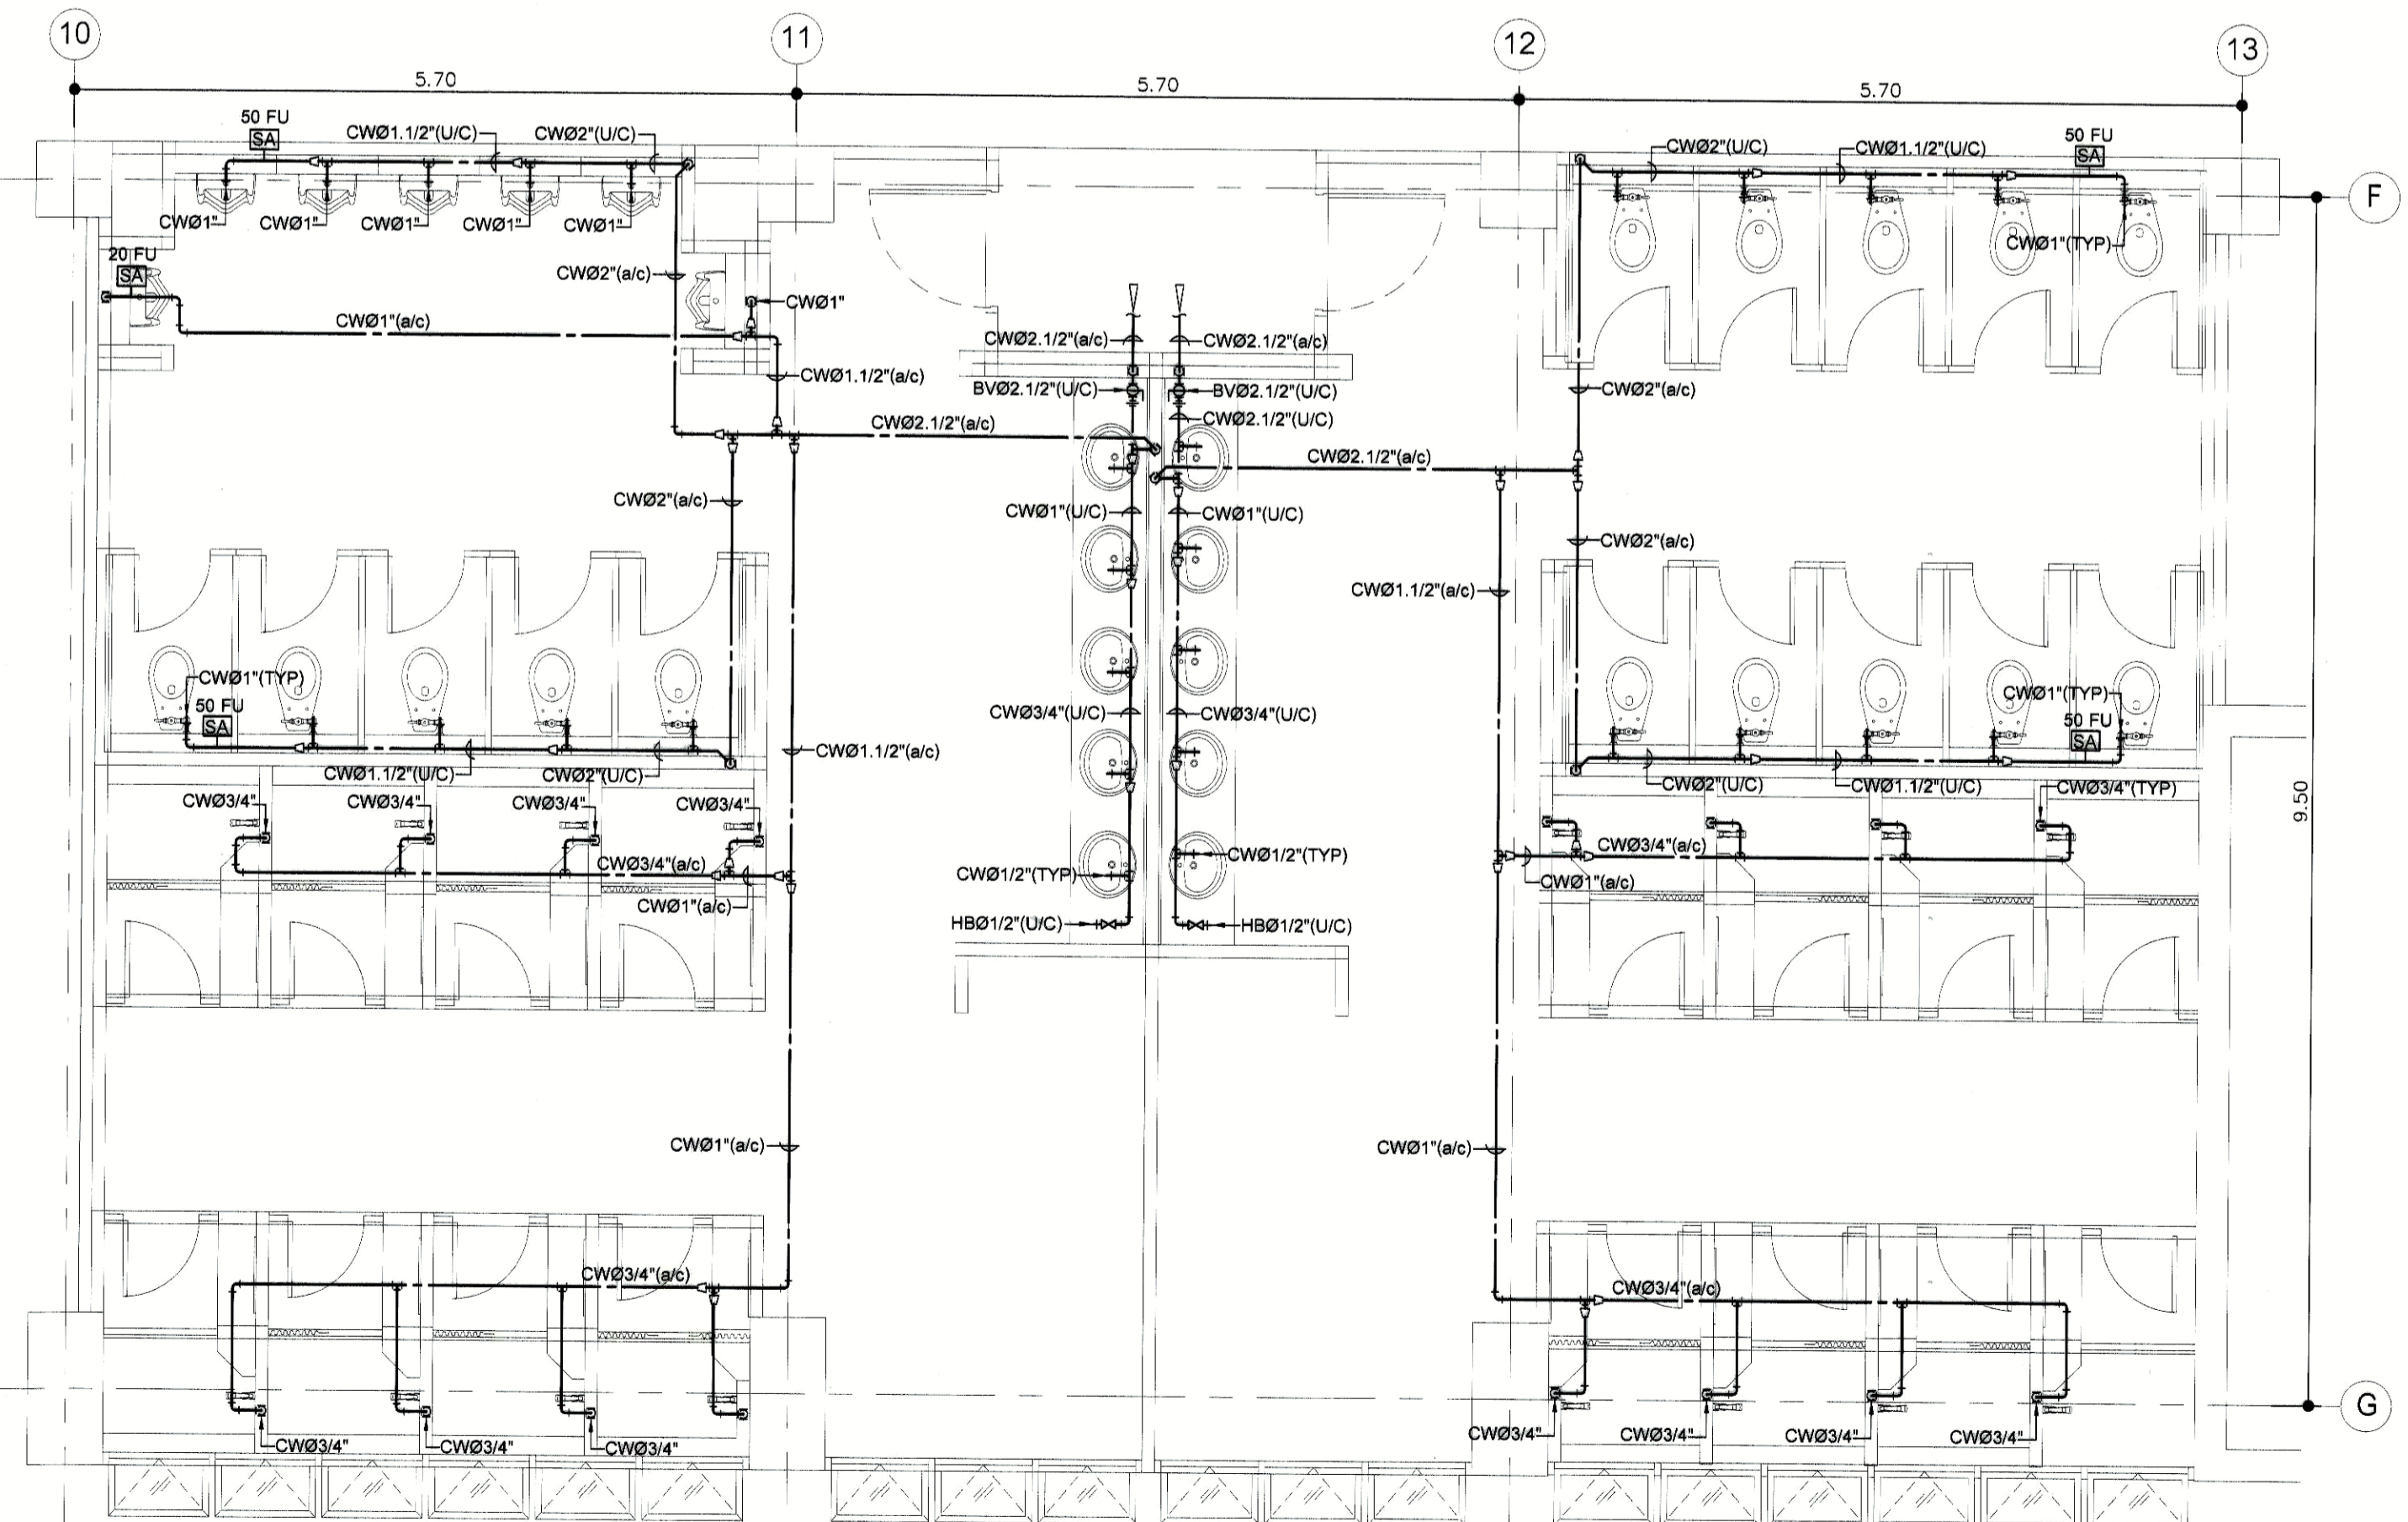 10
11
12
13
5.70
5.70
5.70
50 FU
SA
CWØ1.1/2"(U/C)
CWØ2"(U/C)
CWØ2"(U/C)
CWØ1.1/2"(U/C)
50 FU
SA
F
CWØ1"
CWØ1"
CWØ1"
CWØ1"
CWØ1"
CWØ1"(TYP)
20 FU
SA
CWØ2"(a/c)
CWØ1"
CWØ1"(a/c)
CWØ2.1/2"(a/c)
CWØ2.1/2"(a/c)
CWØ1.1/2"(a/c)
BVØ2.1/2"(U/C)
BVØ2.1/2"(U/C)
CWØ2"(a/c)
CWØ2.1/2"(a/c)
CWØ2.1/2"(U/C)
CWØ2.1/2"(a/c)
CWØ2"(a/c)
CWØ1"(U/C)
CWØ1"(U/C)
CWØ2"(a/c)
CWØ1.1/2"(a/c)
CWØ1"(TYP)
50 FU
SA
CWØ1"(TYP)
50 FU
SA
CWØ3/4"(U/C)
CWØ3/4"(U/C)
CWØ1.1/2"(a/c)
CWØ1.1/2"(U/C)
CWØ2"(U/C)
CWØ2"(U/C)
CWØ1.1/2"(U/C)
CWØ3/4"(TYP)
9.50
CWØ3/4"
CWØ3/4"
CWØ3/4"
CWØ3/4"
CWØ3/4"(a/c)
CWØ3/4"(a/c)
CWØ1/2"(TYP)
CWØ1/2"(TYP)
CWØ1"(a/c)
CWØ1"(a/c)
HBØ1/2"(U/C)
HBØ1/2"(U/C)
CWØ1"(a/c)
CWØ1"(a/c)
CWØ3/4"(a/c)
CWØ3/4"(a/c)
G
CWØ3/4"
CWØ3/4"
CWØ3/4"
CWØ3/4"
CWØ3/4"
CWØ3/4"
CWØ3/4"